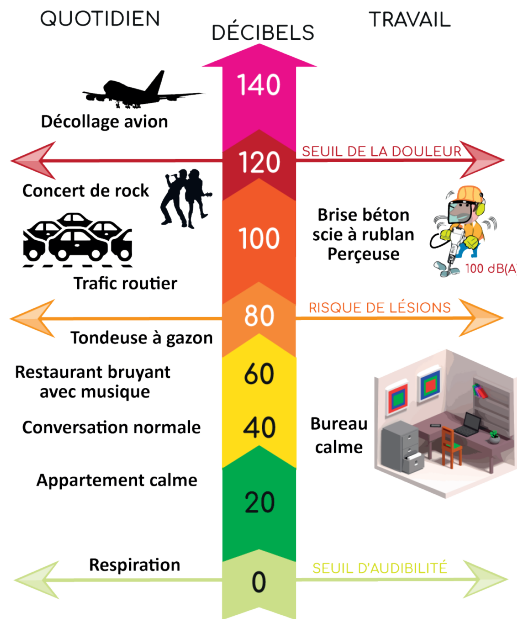 QUOTIDIEN
DÉCIBELS
TRAVAIL
140
Décollage avion
SEUIL DE LA DOULEUR
120
Concert de rock
100
Brise béton
scie à rublan
Perçeuse
100 dB(A)
Trafic routier
RISQUE DE LÉSIONS
80
Tondeuse à gazon
Restaurant bruyant
avec musique
60
Conversation normale
40
Bureau
calme
Appartement calme
20
Respiration
SEUIL D'AUDIBILITÉ
0